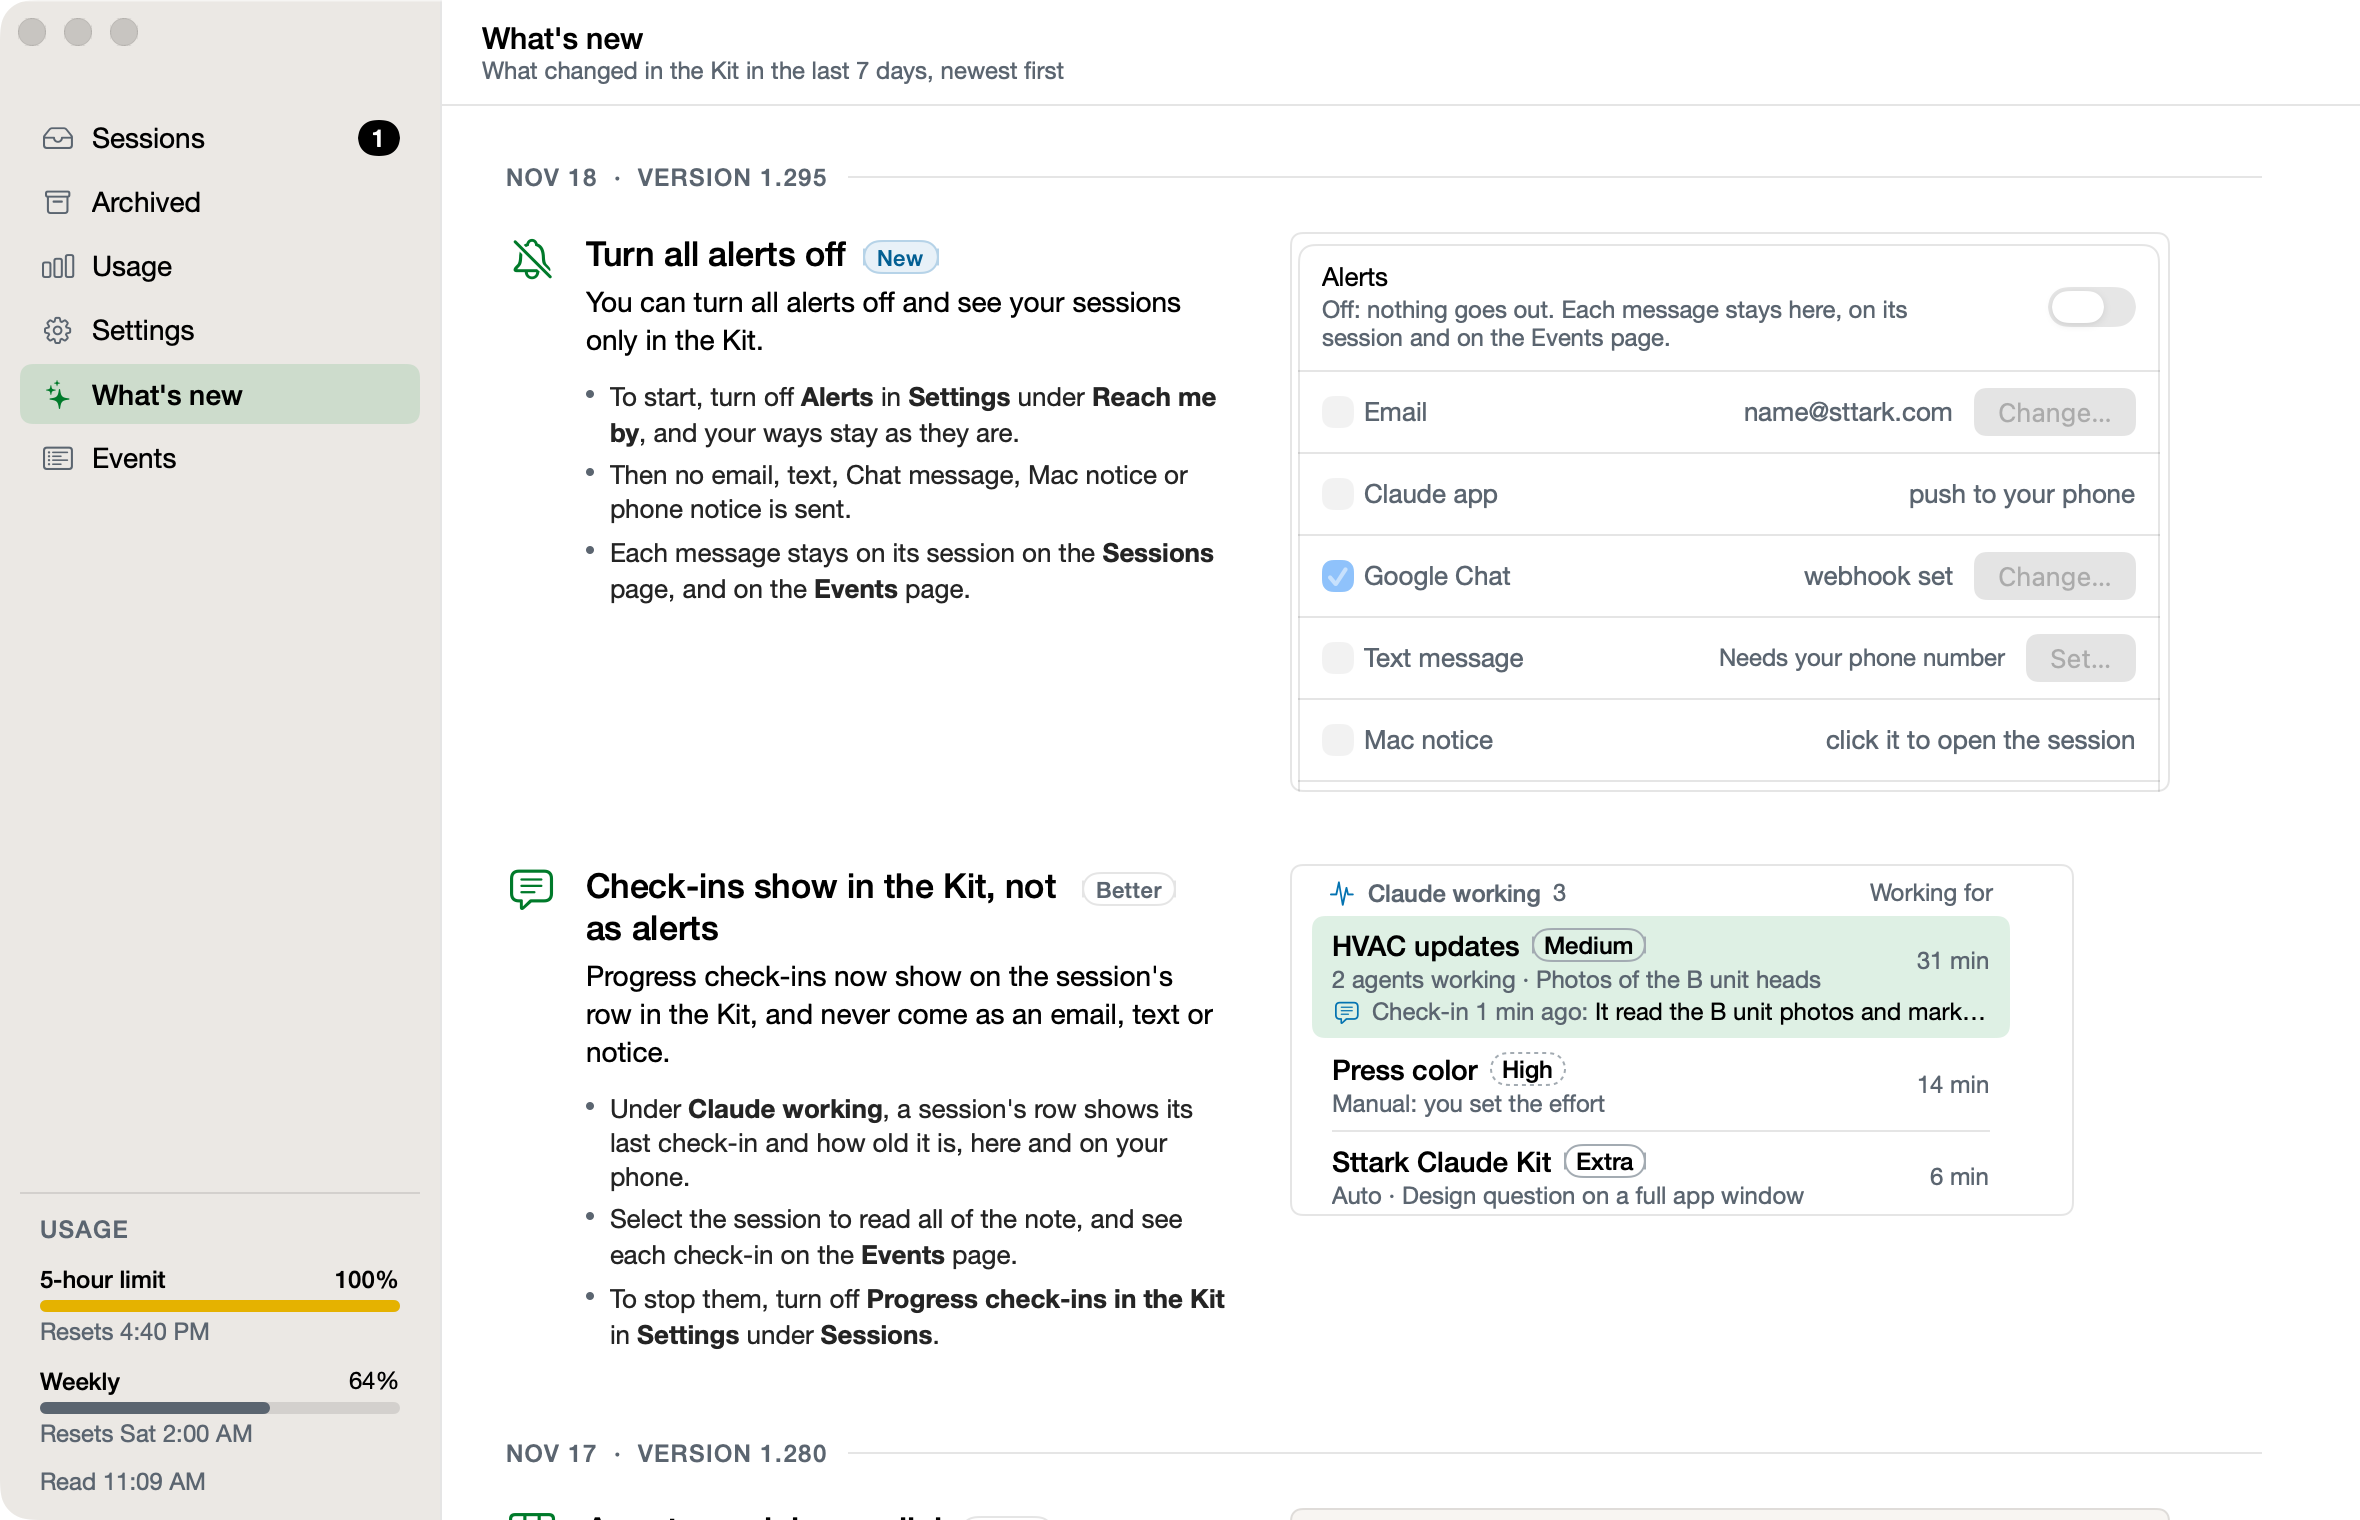 Sessions 1
Archived
Usage
Settings
What's new
Events
USAGE
5-hour limit 100%
Resets 4:40 PM
Weekly 64%
Resets Sat 2:00 AM
Read 11:09 AM
What's new
What changed in the Kit in the last 7 days, newest first
NOV 18 · VERSION 1.295
Turn all alerts off New
You can turn all alerts off and see your sessions
only in the Kit.
• To start, turn off Alerts in Settings under Reach me
by, and your ways stay as they are.
• Then no email, text, Chat message, Mac notice or
phone notice is sent.
• Each message stays on its session on the Sessions
page, and on the Events page.
Alerts
Off: nothing goes out. Each message stays here, on its
session and on the Events page.
Email name@sttark.com Change...
Claude app push to your phone
Google Chat webhook set Change...
Text message Needs your phone number Set...
Mac notice click it to open the session
Check-ins show in the Kit, not Better
as alerts
Progress check-ins now show on the session's
row in the Kit, and never come as an email, text or
notice.
• Under Claude working, a session's row shows its
last check-in and how old it is, here and on your
phone.
• Select the session to read all of the note, and see
each check-in on the Events page.
• To stop them, turn off Progress check-ins in the Kit
in Settings under Sessions.
Claude working 3 Working for
HVAC updates Medium 31 min
2 agents working · Photos of the B unit heads
Check-in 1 min ago: It read the B unit photos and mark...
Press color High 14 min
Manual: you set the effort
Sttark Claude Kit Extra 6 min
Auto · Design question on a full app window
NOV 17 · VERSION 1.280